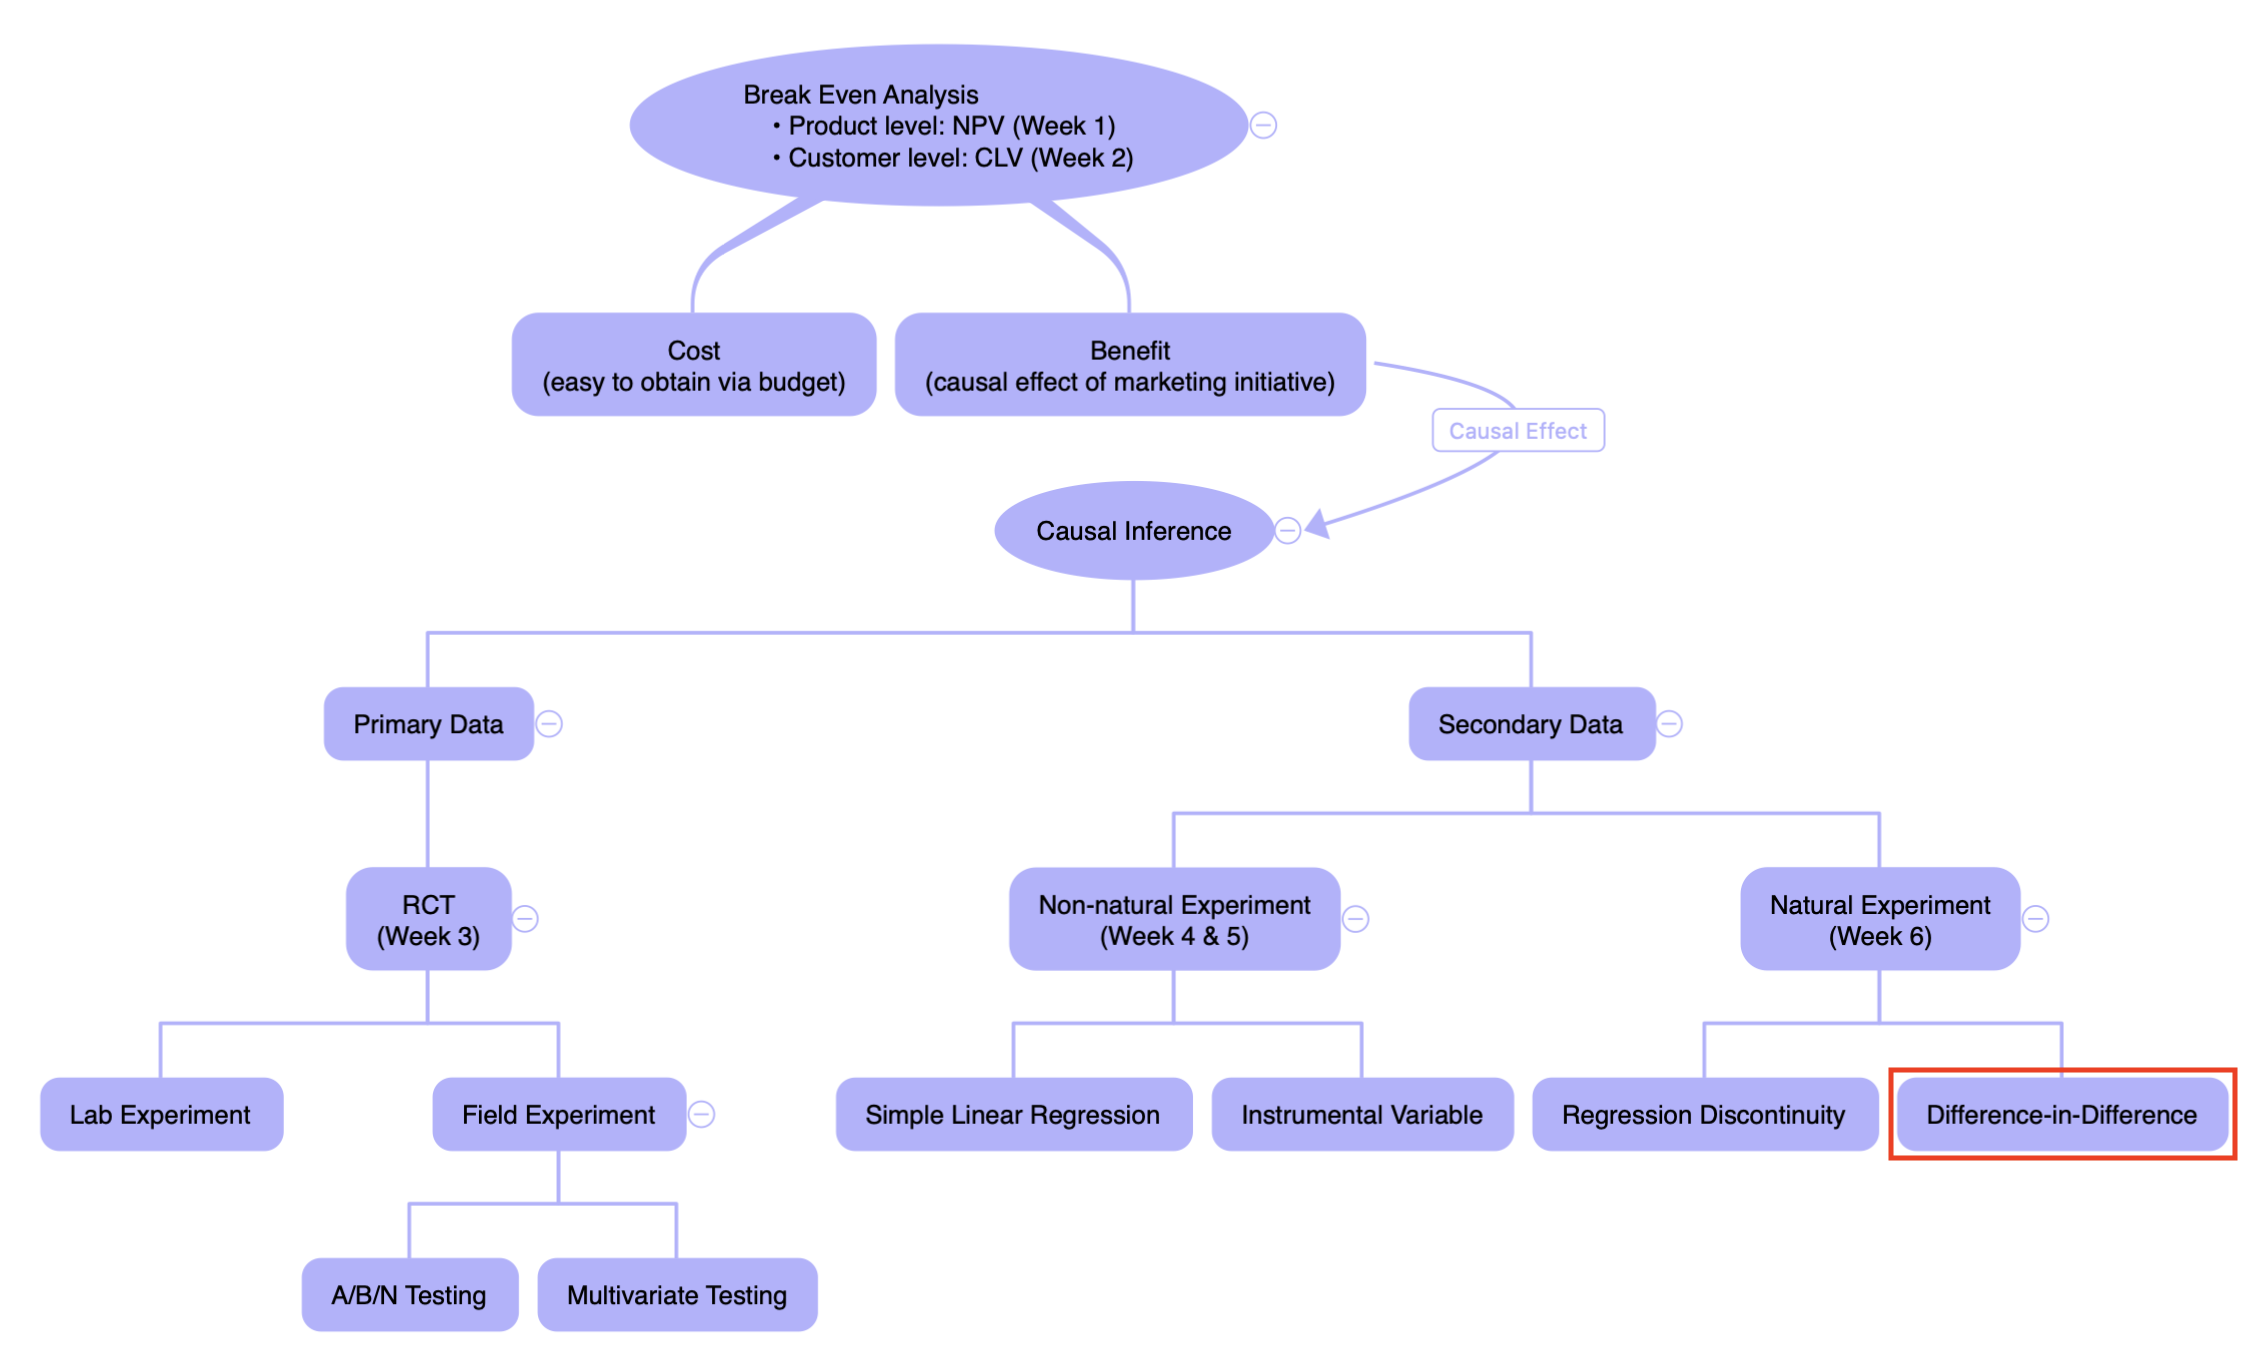 Break Even Analysis
• Product level: NPV (Week 1)
• Customer level: CLV (Week 2)
Cost
(easy to obtain via budget)
Benefit
(causal effect of marketing initiative)
Causal Effect
Causal Inference
Primary Data
Secondary Data
RCT
(Week 3)
Non-natural Experiment
(Week 4 & 5)
Natural Experiment
(Week 6)
Lab Experiment
Field Experiment
Simple Linear Regression
Instrumental Variable
Regression Discontinuity
Difference-in-Difference
A/B/N Testing
Multivariate Testing